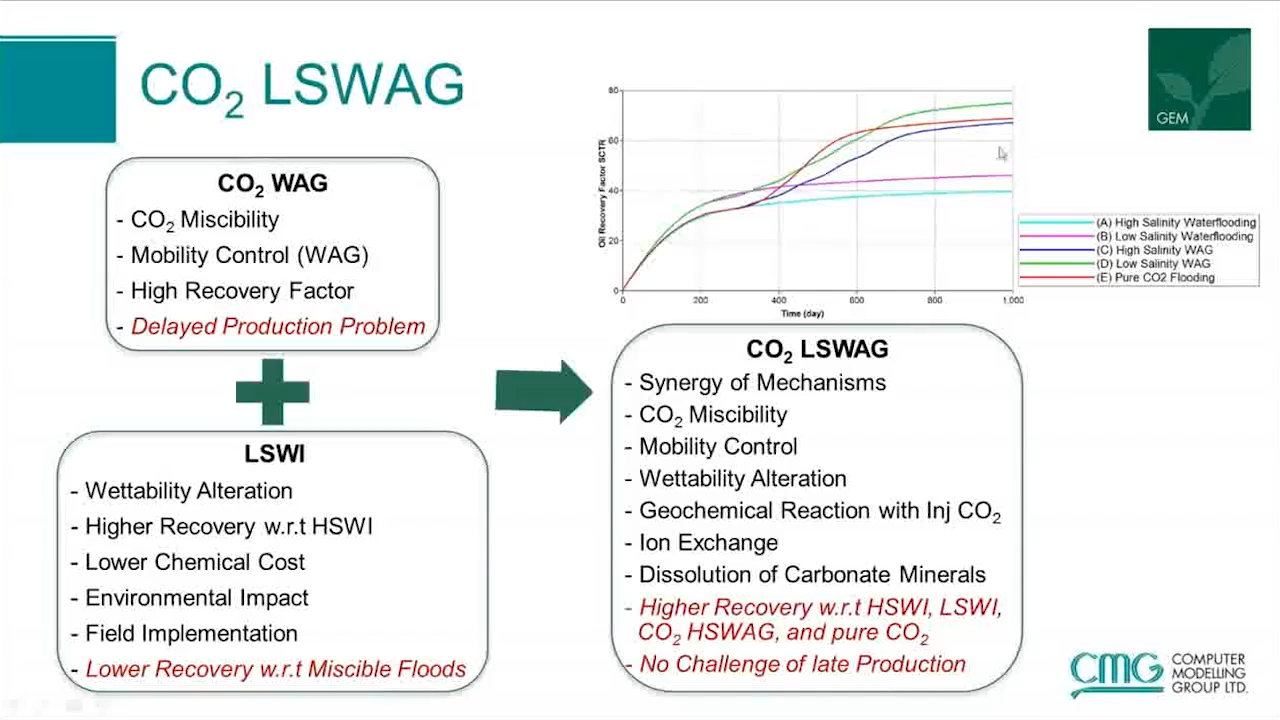 CO2 LSWAG
GEM
CO2 WAG
- CO2 Miscibility
- Mobility Control (WAG)
- High Recovery Factor
- Delayed Production Problem
LSWI
- Wettability Alteration
- Higher Recovery w.r.t HSWI
- Lower Chemical Cost
- Environmental Impact
- Field Implementation
- Lower Recovery w.r.t Miscible Floods
80
60
40
20
0
Oil Recovery Factor SCTR
0 200 400 600 800 1,000
Time (day)
(A) High Salinity Waterflooding
(B) Low Salinity Waterflooding
(C) High Salinity WAG
(D) Low Salinity WAG
(E) Pure CO2 Flooding
CO2 LSWAG
- Synergy of Mechanisms
- CO2 Miscibility
- Mobility Control
- Wettability Alteration
- Geochemical Reaction with Inj CO2
- Ion Exchange
- Dissolution of Carbonate Minerals
- Higher Recovery w.r.t HSWI, LSWI,
CO2 HSWAG, and pure CO2
- No Challenge of late Production
CMG
COMPUTER
MODELLING
GROUP LTD.